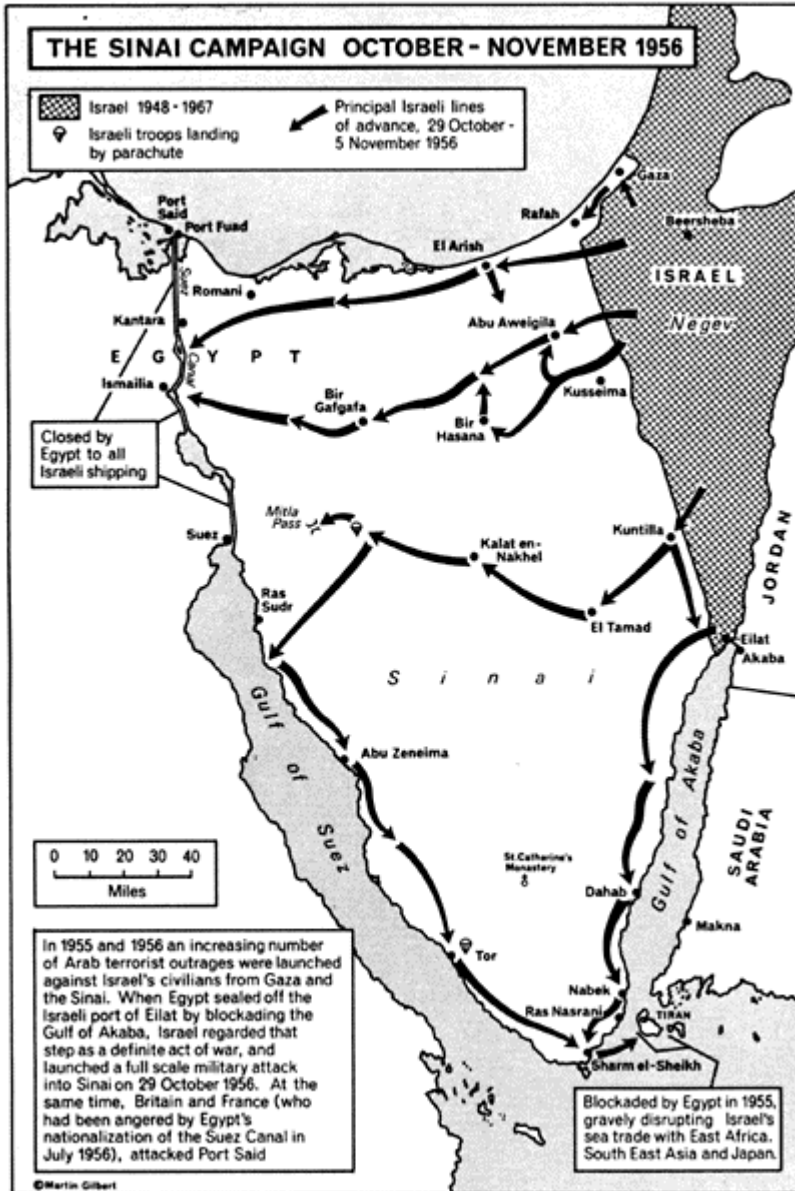 THE SINAI CAMPAIGN OCTOBER - NOVEMBER 1956
Israel 1948 - 1967
Israeli troops landing
by parachute
Principal Israeli lines
of advance, 29 October -
5 November 1956
Port
Said
Port Fuad
Gaza
Rafah
Beersheba
El Arish
ISRAEL
Suez
Romani
Negev
Kantara
Abu Aweigila
EGYPT
Canal
Ismailia
Bir
Gafgafa
Kusseima
Bir
Hasana
Closed by
Egypt to all
Israeli shipping
Mitla
Pass
Suez
Kalat en-
Nakhel
Kuntilla
JORDAN
Ras
Sudr
El Tamad
Eilat
Akaba
Sinai
Gulf of Suez
Abu Zeneima
Gulf of Akaba
SAUDI
ARABIA
0 10 20 30 40
Miles
St. Catherine's
Monastery
Dahab
Makna
Tor
Nabek
Ras Nasrani
TIRAN
Sharm el-Sheikh
In 1955 and 1956 an increasing number
of Arab terrorist outrages were launched
against Israel's civilians from Gaza and
the Sinai. When Egypt sealed off the
Israeli port of Eilat by blockading the
Gulf of Akaba, Israel regarded that
step as a definite act of war, and
launched a full scale military attack
into Sinai on 29 October 1956. At the
same time, Britain and France (who
had been angered by Egypt's
nationalization of the Suez Canal in
July 1956), attacked Port Said
Blockaded by Egypt in 1955,
gravely disrupting Israel's
sea trade with East Africa.
South East Asia and Japan.
©Martin Gilbert